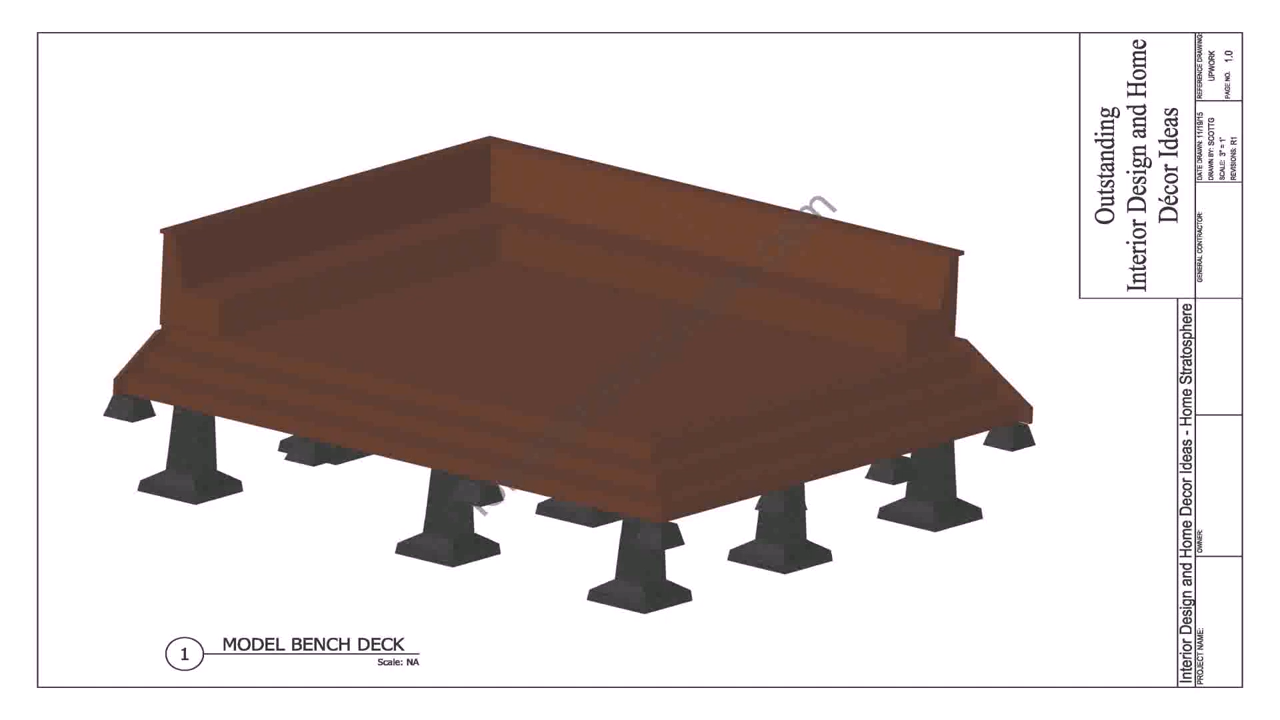 Outstanding
Interior Design and Home
Décor Ideas
REFERENCE DRAWING:
UPWORK
PAGE NO. 1.0
DATE DRAWN: 11/19/15
DRAWN BY: SCOTTG
SCALE: 3" = 1'
REVISIONS: R1
GENERAL CONTRACTOR:
Interior Design and Home Decor Ideas - Home Stratosphere
OWNER:
PROJECT NAME:
1
MODEL BENCH DECK
Scale: NA